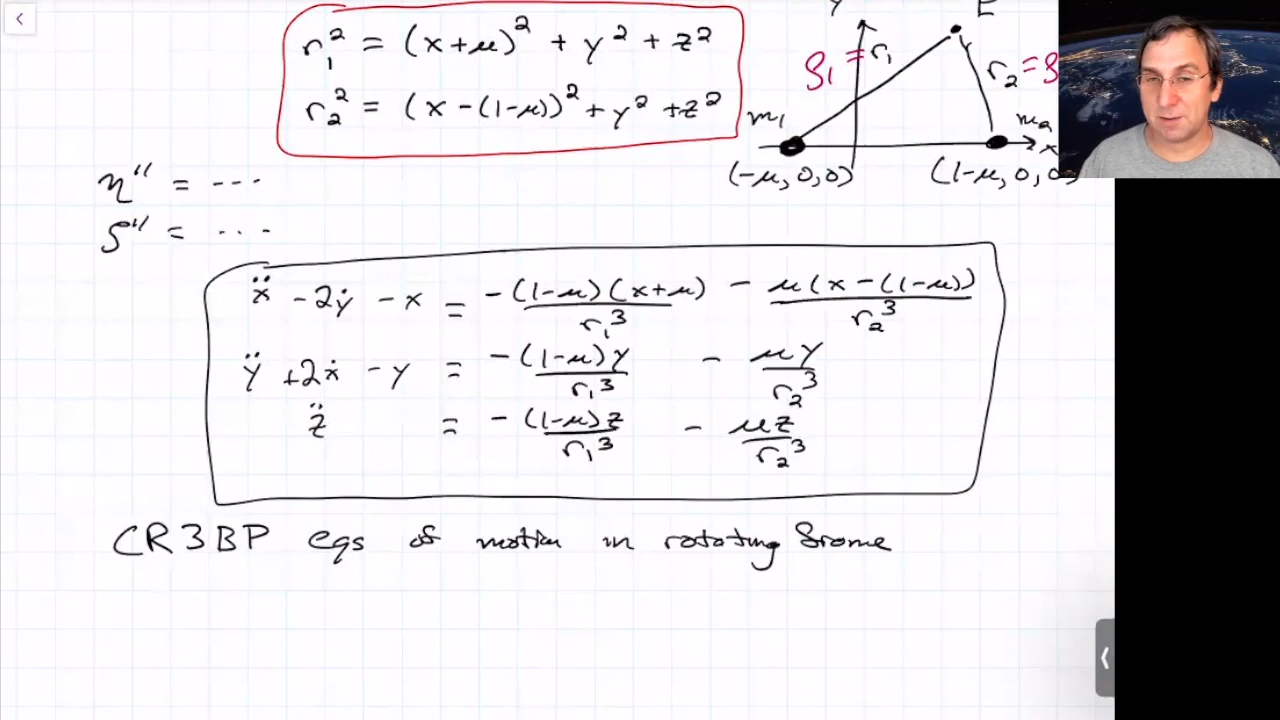 r₁² = (x+μ)² + y² + z²
r₂² = (x-(1-μ))² + y² + z²
ρ₁ = r₁
r₂ = ρ
m₁
m₂
x
(-μ, 0, 0)
(1-μ, 0, 0)
η'' = ---
ζ'' = ...
ẍ - 2ẏ - x = -(1-μ)(x+μ)/r₁³ - μ(x-(1-μ))/r₂³
ÿ + 2ẋ - y = -(1-μ)y/r₁³ - μy/r₂³
z̈ = -(1-μ)z/r₁³ - μz/r₂³
CR3BP eqs of motion in rotating frame